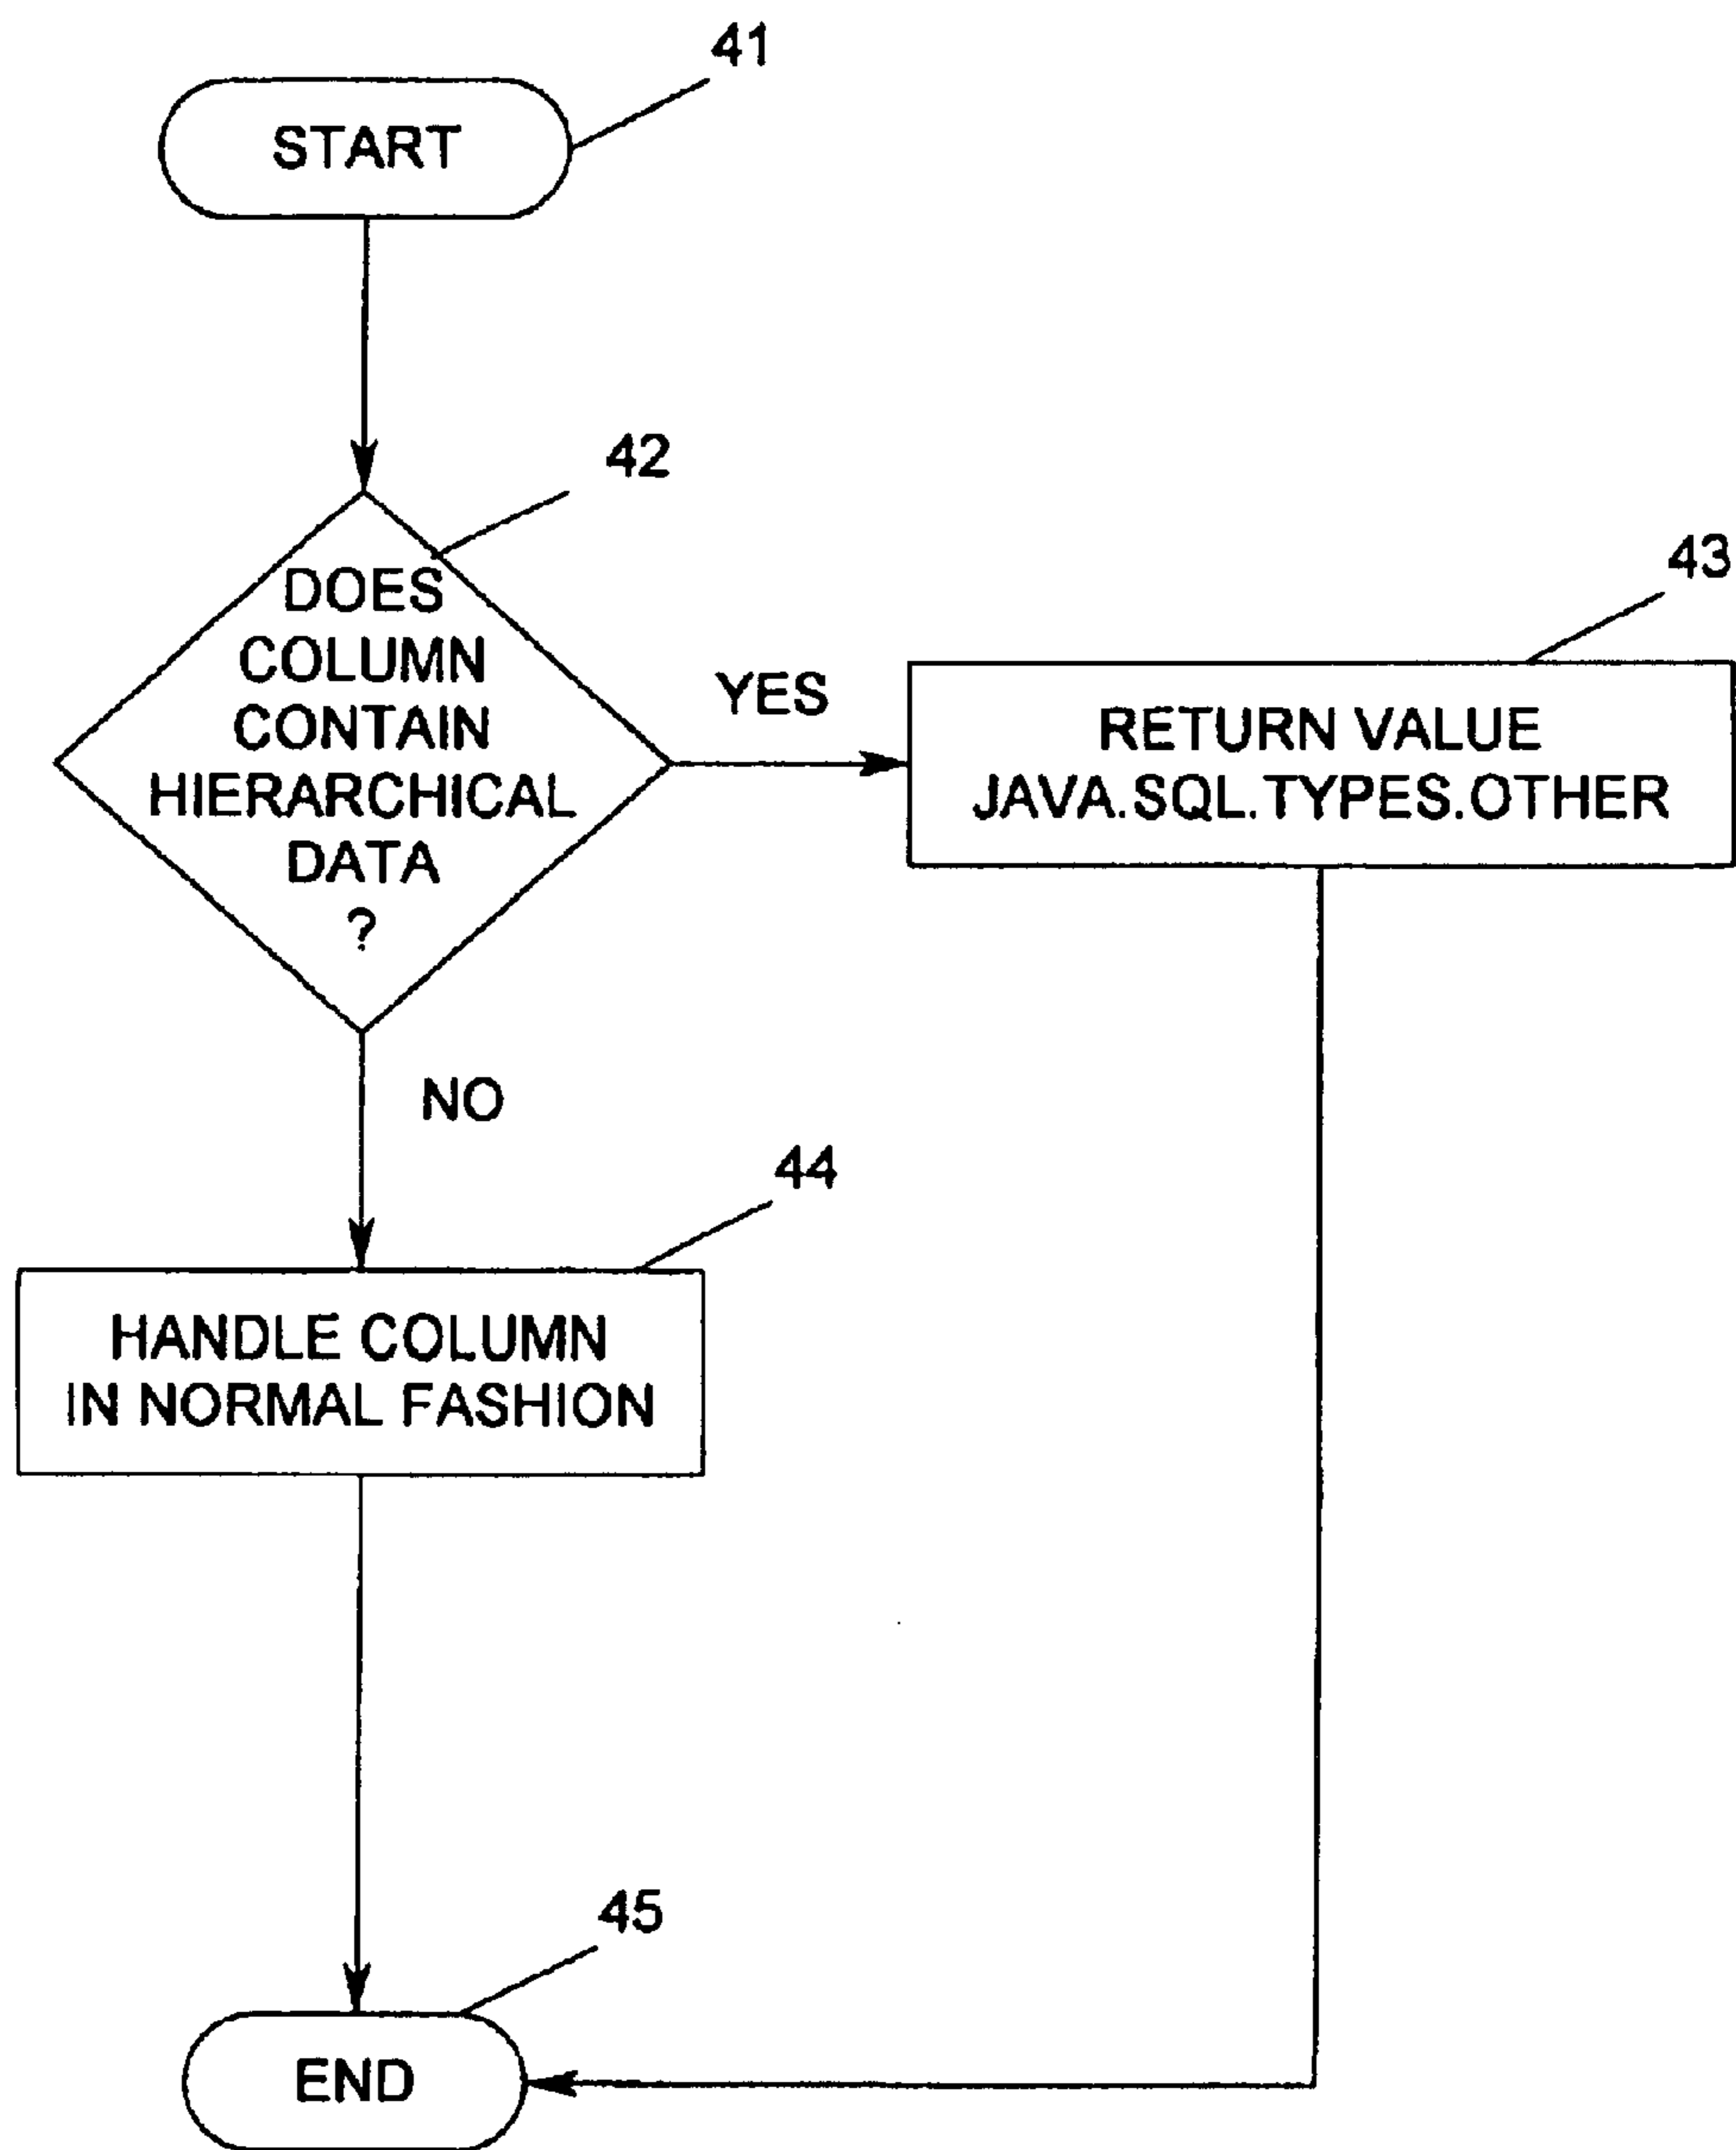 41
START
42
DOES
COLUMN
CONTAIN
HIERARCHICAL
DATA
?
YES
43
RETURN VALUE
JAVA.SQL.TYPES.OTHER
NO
44
HANDLE COLUMN
IN NORMAL FASHION
45
END